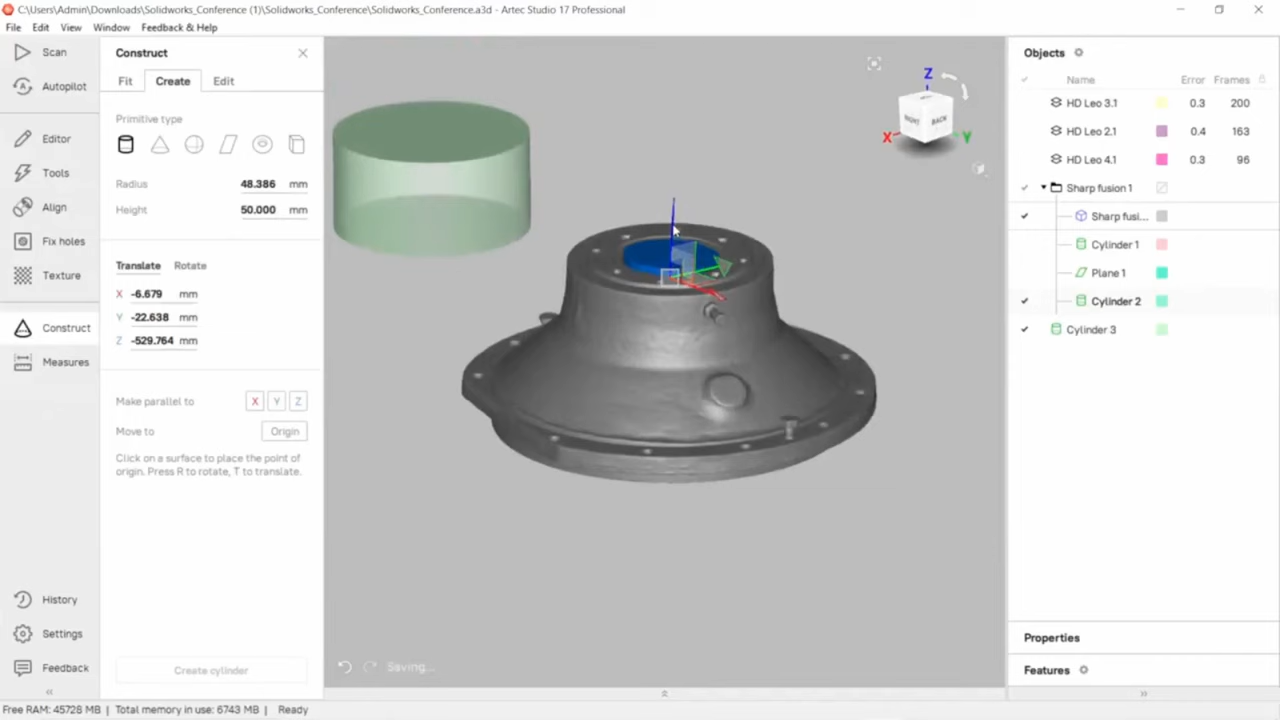 C:\Users\Admin\Downloads\Solidworks_Conference (1)\Solidworks_Conference\Solidworks_Conference.a3d - Artec Studio 17 Professional
File Edit View Window Feedback & Help
Scan
Autopilot
Editor
Tools
Align
Fix holes
Texture
Construct
Measures
History
Settings
Feedback
Construct
Fit Create Edit
Primitive type
Radius 48.386 mm
Height 50.000 mm
Translate Rotate
X -6.679 mm
Y -22.638 mm
Z -529.764 mm
Make parallel to X Y Z
Move to Origin
Click on a surface to place the point of
origin. Press R to rotate, T to translate.
Create cylinder
Z
RIGHT BACK
X Y
Saving...
Objects
Name Error Frames
HD Leo 3.1 0.3 200
HD Leo 2.1 0.4 163
HD Leo 4.1 0.3 96
Sharp fusion 1
Sharp fusi...
Cylinder 1
Plane 1
Cylinder 2
Cylinder 3
Properties
Features
Free RAM: 45728 MB | Total memory in use: 6743 MB | Ready